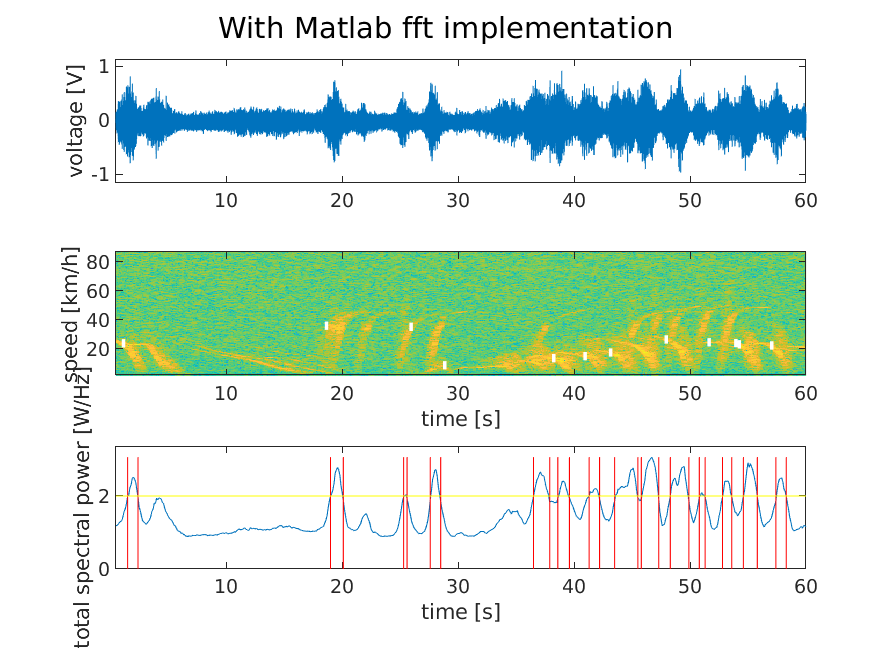 With Matlab fft implementation
voltage [V]
1
0
-1
10 20 30 40 50 60
speed [km/h]
80
60
40
20
10 20 30 40 50 60
time [s]
total spectral power [W/Hz]
2
0
10 20 30 40 50 60
time [s]